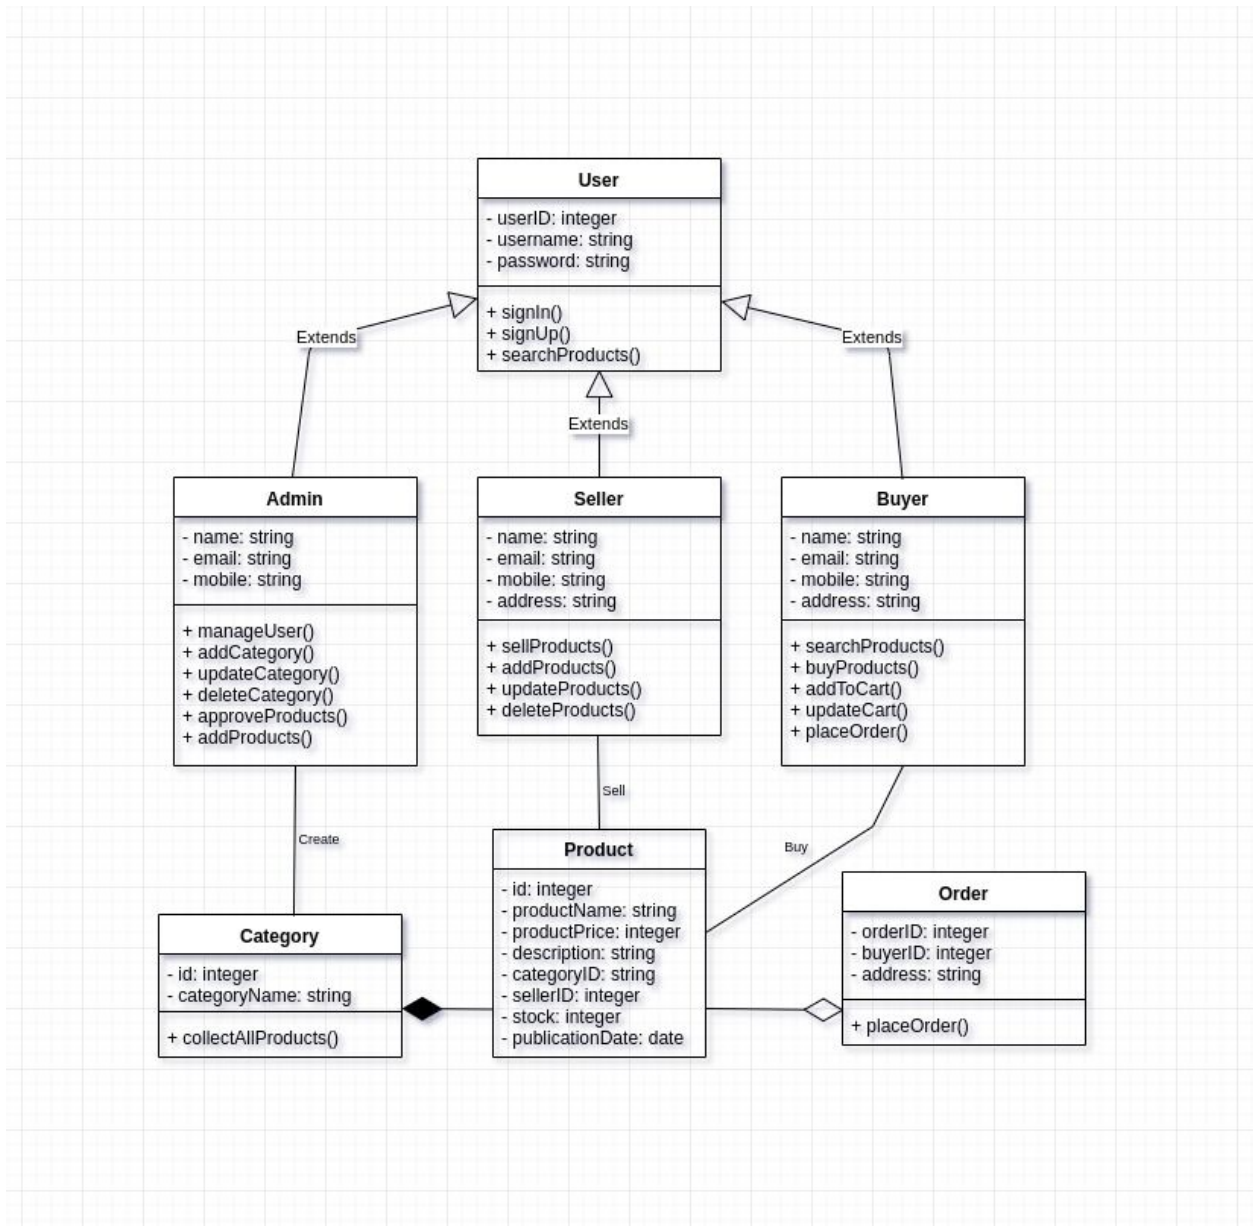 User
- userID: integer
- username: string
- password: string
+ signIn()
+ signUp()
+ searchProducts()
Extends
Extends
Extends
Admin
- name: string
- email: string
- mobile: string
+ manageUser()
+ addCategory()
+ updateCategory()
+ deleteCategory()
+ approveProducts()
+ addProducts()
Seller
- name: string
- email: string
- mobile: string
- address: string
+ sellProducts()
+ addProducts()
+ updateProducts()
+ deleteProducts()
Buyer
- name: string
- email: string
- mobile: string
- address: string
+ searchProducts()
+ buyProducts()
+ addToCart()
+ updateCart()
+ placeOrder()
Create
Sell
Buy
Category
- id: integer
- categoryName: string
+ collectAllProducts()
Product
- id: integer
- productName: string
- productPrice: integer
- description: string
- categoryID: string
- sellerID: integer
- stock: integer
- publicationDate: date
Order
- orderID: integer
- buyerID: integer
- address: string
+ placeOrder()